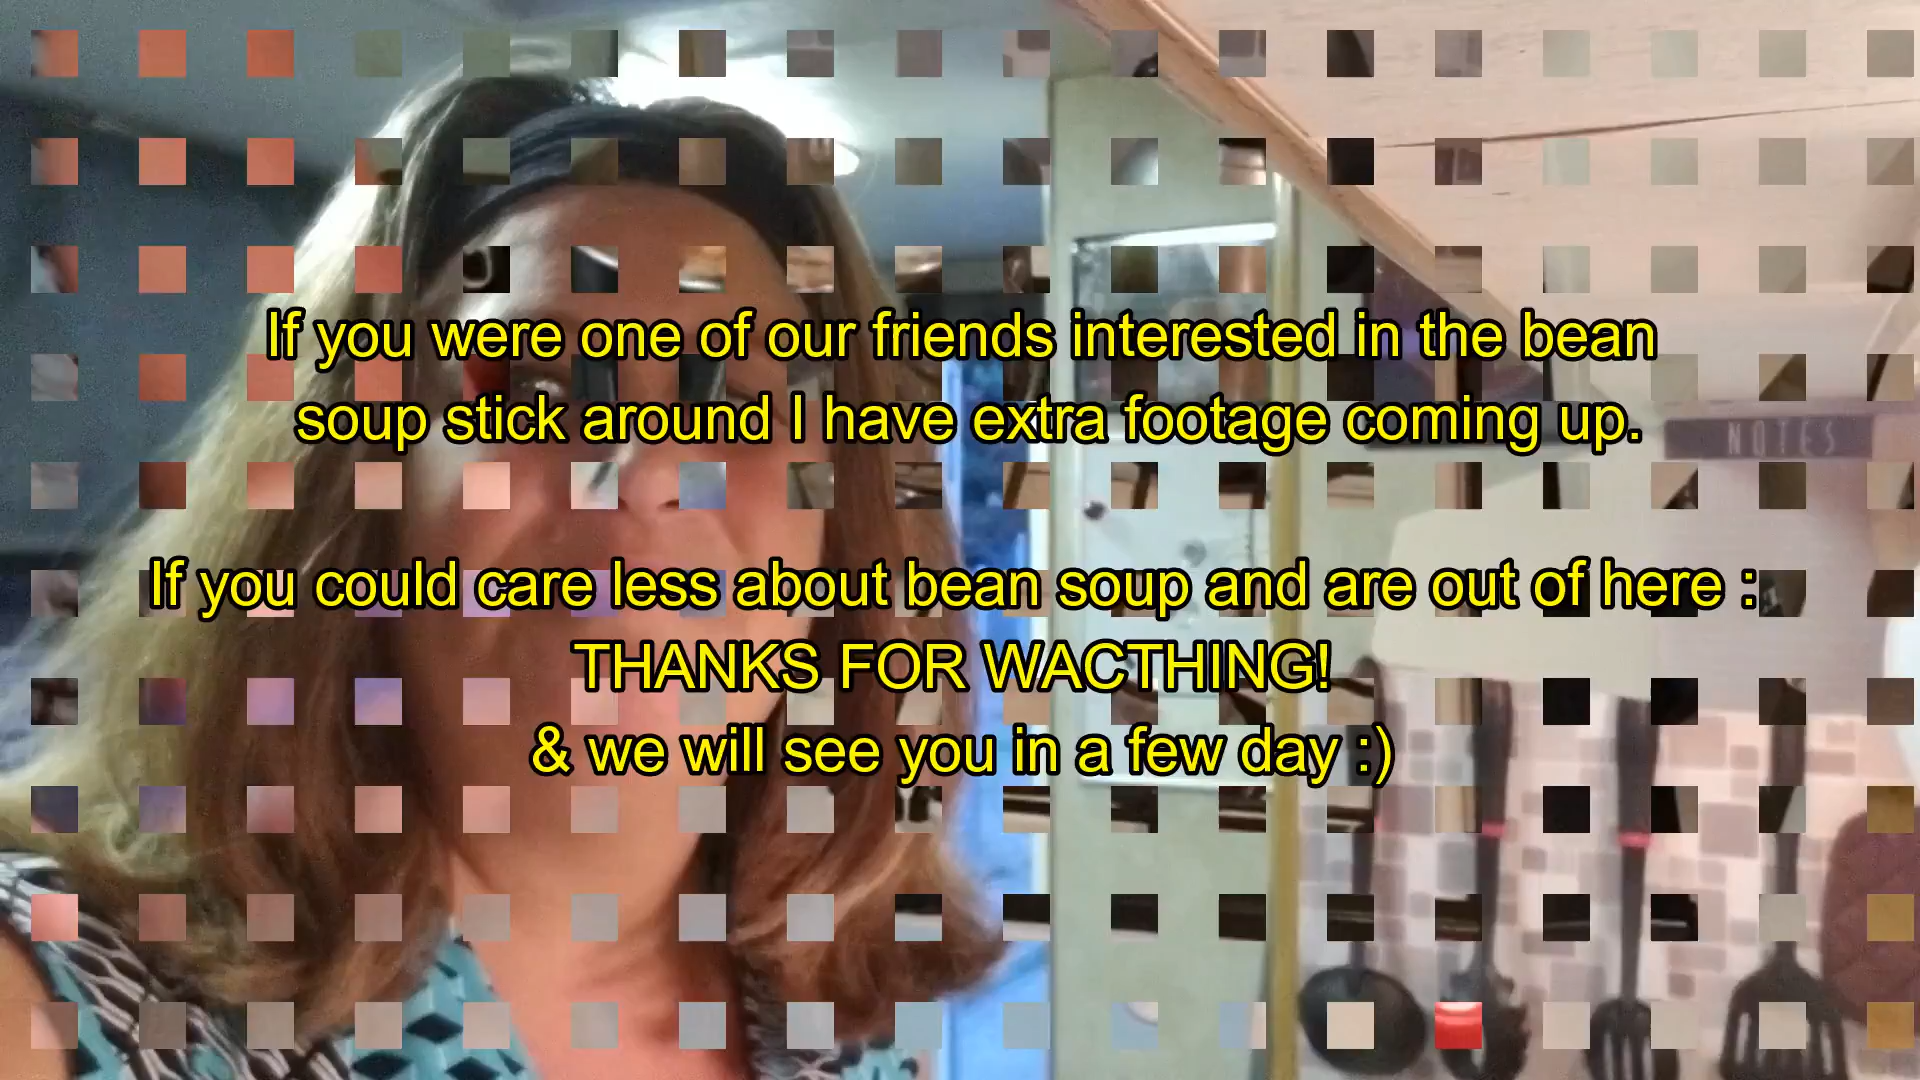 If you were one of our friends interested in the bean
soup stick around I have extra footage coming up.
If you could care less about bean soup and are out of here :
THANKS FOR WACTHING!
& we will see you in a few day :)
NOTES